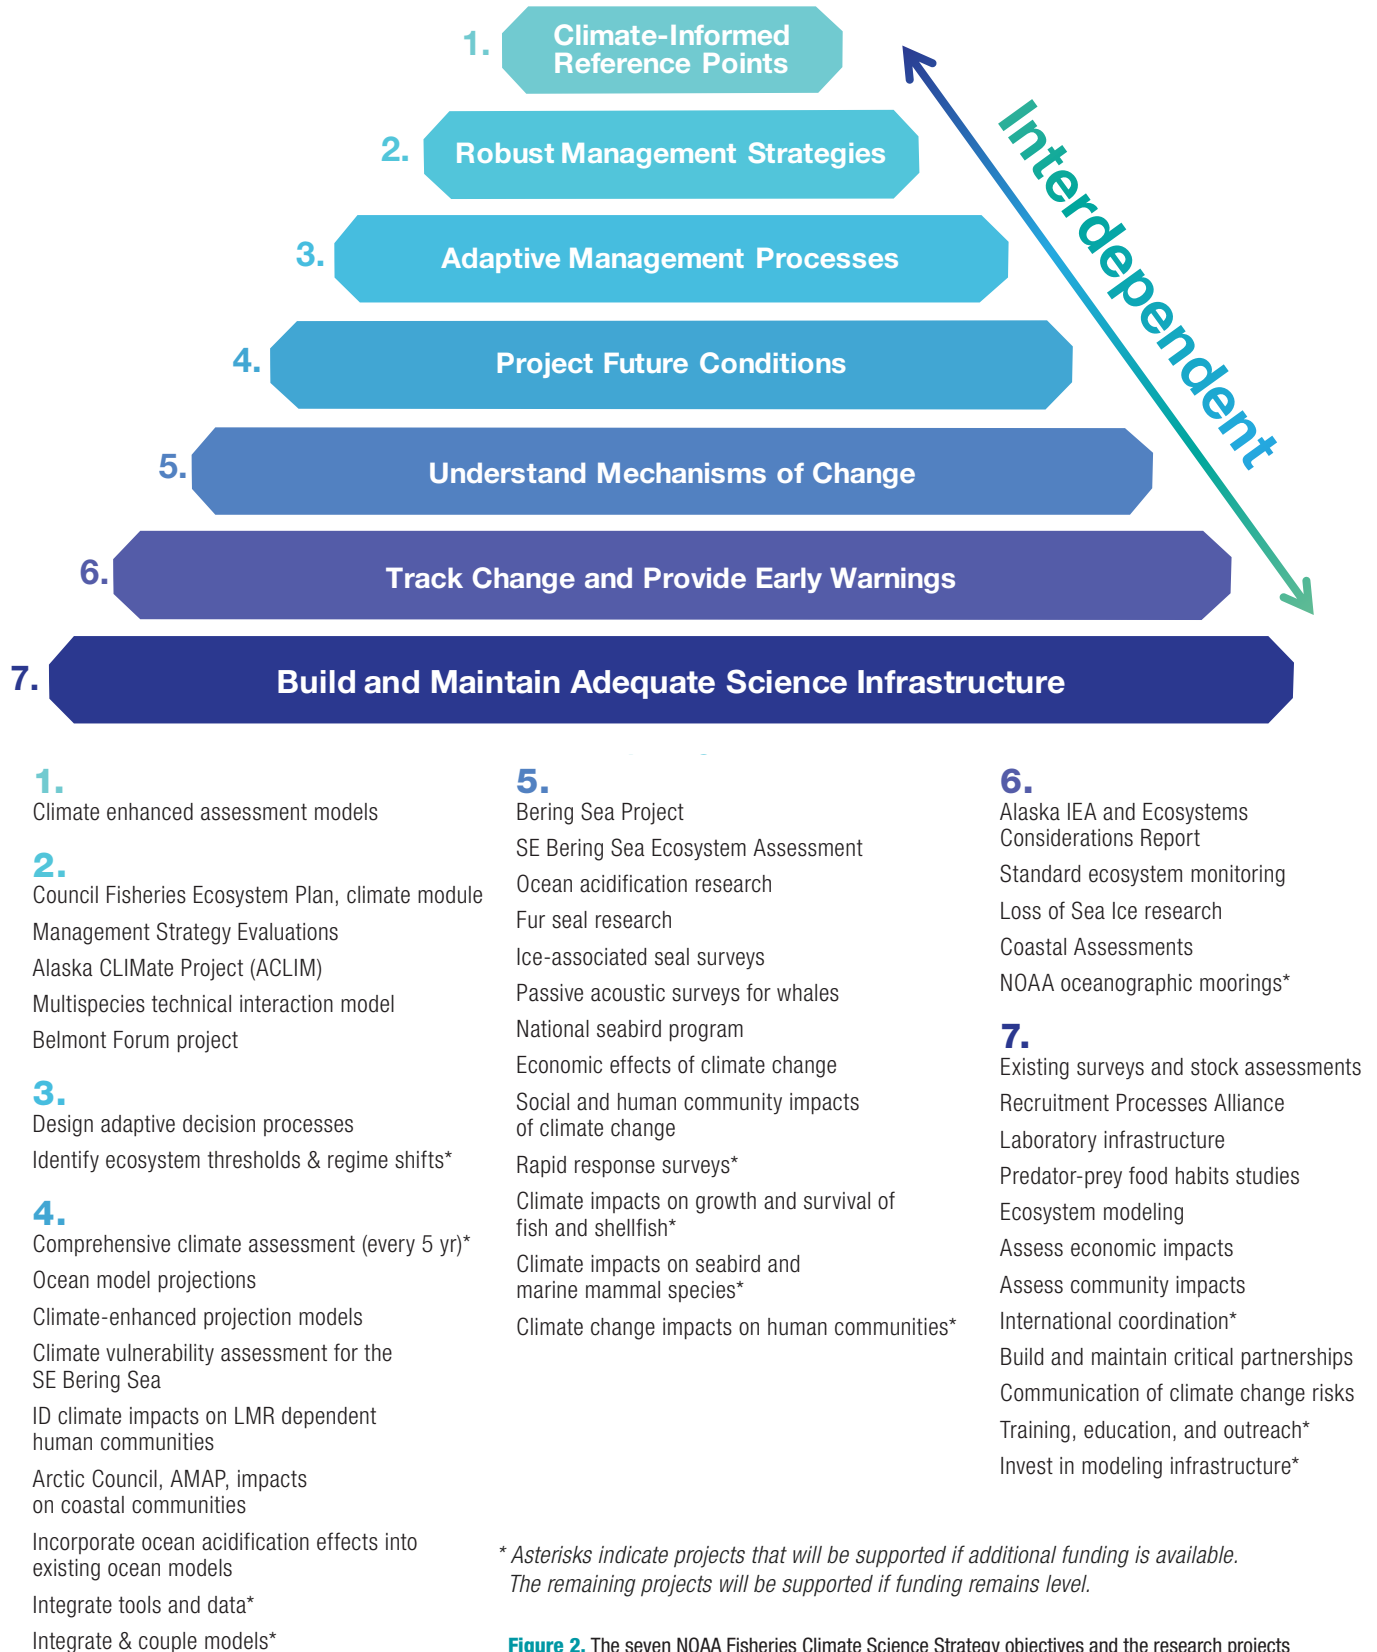 1.
Climate-Informed
Reference Points
2.
Robust Management Strategies
3.
Adaptive Management Processes
4.
Project Future Conditions
5.
Understand Mechanisms of Change
6.
Track Change and Provide Early Warnings
7.
Build and Maintain Adequate Science Infrastructure
Interdependent
1.
Climate enhanced assessment models
2.
Council Fisheries Ecosystem Plan, climate module
Management Strategy Evaluations
Alaska CLIMate Project (ACLIM)
Multispecies technical interaction model
Belmont Forum project
3.
Design adaptive decision processes
Identify ecosystem thresholds & regime shifts*
4.
Comprehensive climate assessment (every 5 yr)*
Ocean model projections
Climate-enhanced projection models
Climate vulnerability assessment for the
SE Bering Sea
ID climate impacts on LMR dependent
human communities
Arctic Council, AMAP, impacts
on coastal communities
Incorporate ocean acidification effects into
existing ocean models
Integrate tools and data*
Integrate & couple models*
5.
Bering Sea Project
SE Bering Sea Ecosystem Assessment
Ocean acidification research
Fur seal research
Ice-associated seal surveys
Passive acoustic surveys for whales
National seabird program
Economic effects of climate change
Social and human community impacts
of climate change
Rapid response surveys*
Climate impacts on growth and survival of
fish and shellfish*
Climate impacts on seabird and
marine mammal species*
Climate change impacts on human communities*
6.
Alaska IEA and Ecosystems
Considerations Report
Standard ecosystem monitoring
Loss of Sea Ice research
Coastal Assessments
NOAA oceanographic moorings*
7.
Existing surveys and stock assessments
Recruitment Processes Alliance
Laboratory infrastructure
Predator-prey food habits studies
Ecosystem modeling
Assess economic impacts
Assess community impacts
International coordination*
Build and maintain critical partnerships
Communication of climate change risks
Training, education, and outreach*
Invest in modeling infrastructure*
* Asterisks indicate projects that will be supported if additional funding is available.
The remaining projects will be supported if funding remains level.
Figure 2. The seven NOAA Fisheries Climate Science Strategy objectives and the research projects